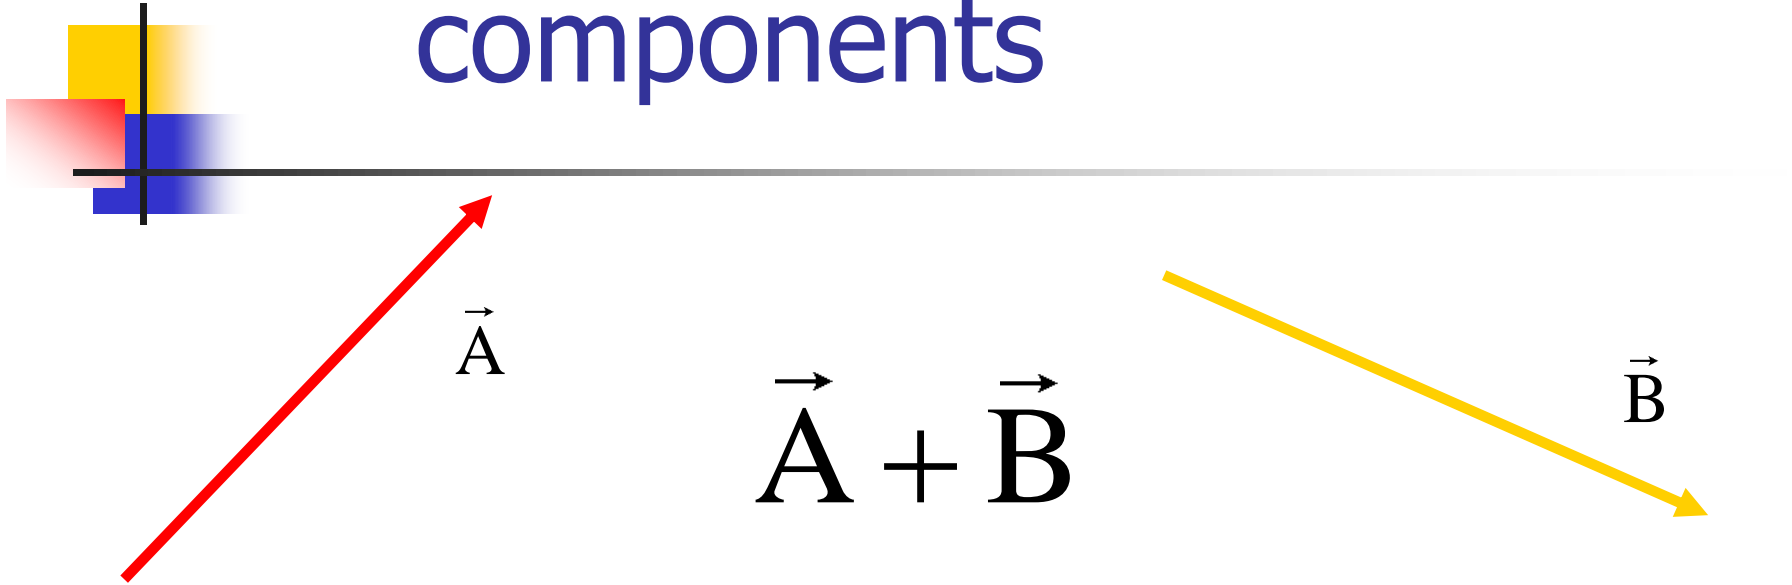 components
A⃗
B⃗
A⃗ + B⃗